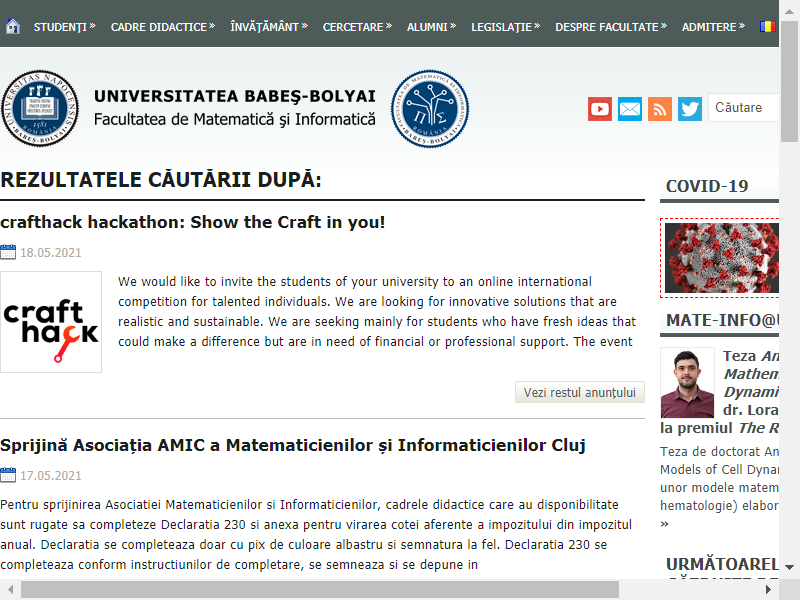 STUDENŢI » CADRE DIDACTICE » ÎNVĂŢĂMÂNT » CERCETARE » ALUMNI » LEGISLAŢIE » DESPRE FACULTATE » ADMITERE »
UNIVERSITATEA BABEŞ-BOLYAI
Facultatea de Matematică şi Informatică
Căutare
REZULTATELE CĂUTĂRII DUPĂ:
crafthack hackathon: Show the Craft in you!
18.05.2021
craft
hack
We would like to invite the students of your university to an online international
competition for talented individuals. We are looking for innovative solutions that are
realistic and sustainable. We are seeking mainly for students who have fresh ideas that
could make a difference but are in need of financial or professional support. The event
Vezi restul anunțului
Sprijină Asociația AMIC a Matematicienilor și Informaticienilor Cluj
17.05.2021
Pentru sprijinirea Asociatiei Matematicienilor si Informaticienilor, cadrele didactice care au disponibilitate
sunt rugate sa completeze Declaratia 230 si anexa pentru virarea cotei aferente a impozitului din impozitul
anual. Declaratia se completeaza doar cu pix de culoare albastru si semnatura la fel. Declaratia 230 se
completeaza conform instructiunilor de completare, se semneaza si se depune in
COVID-19
MATE-INFO@
Teza An
Mathem
Dynami
dr. Lora
la premiul The R
Teza de doctorat An
Models of Cell Dyna
unor modele matem
hematologie) elabor
»
URMĂTOAREL